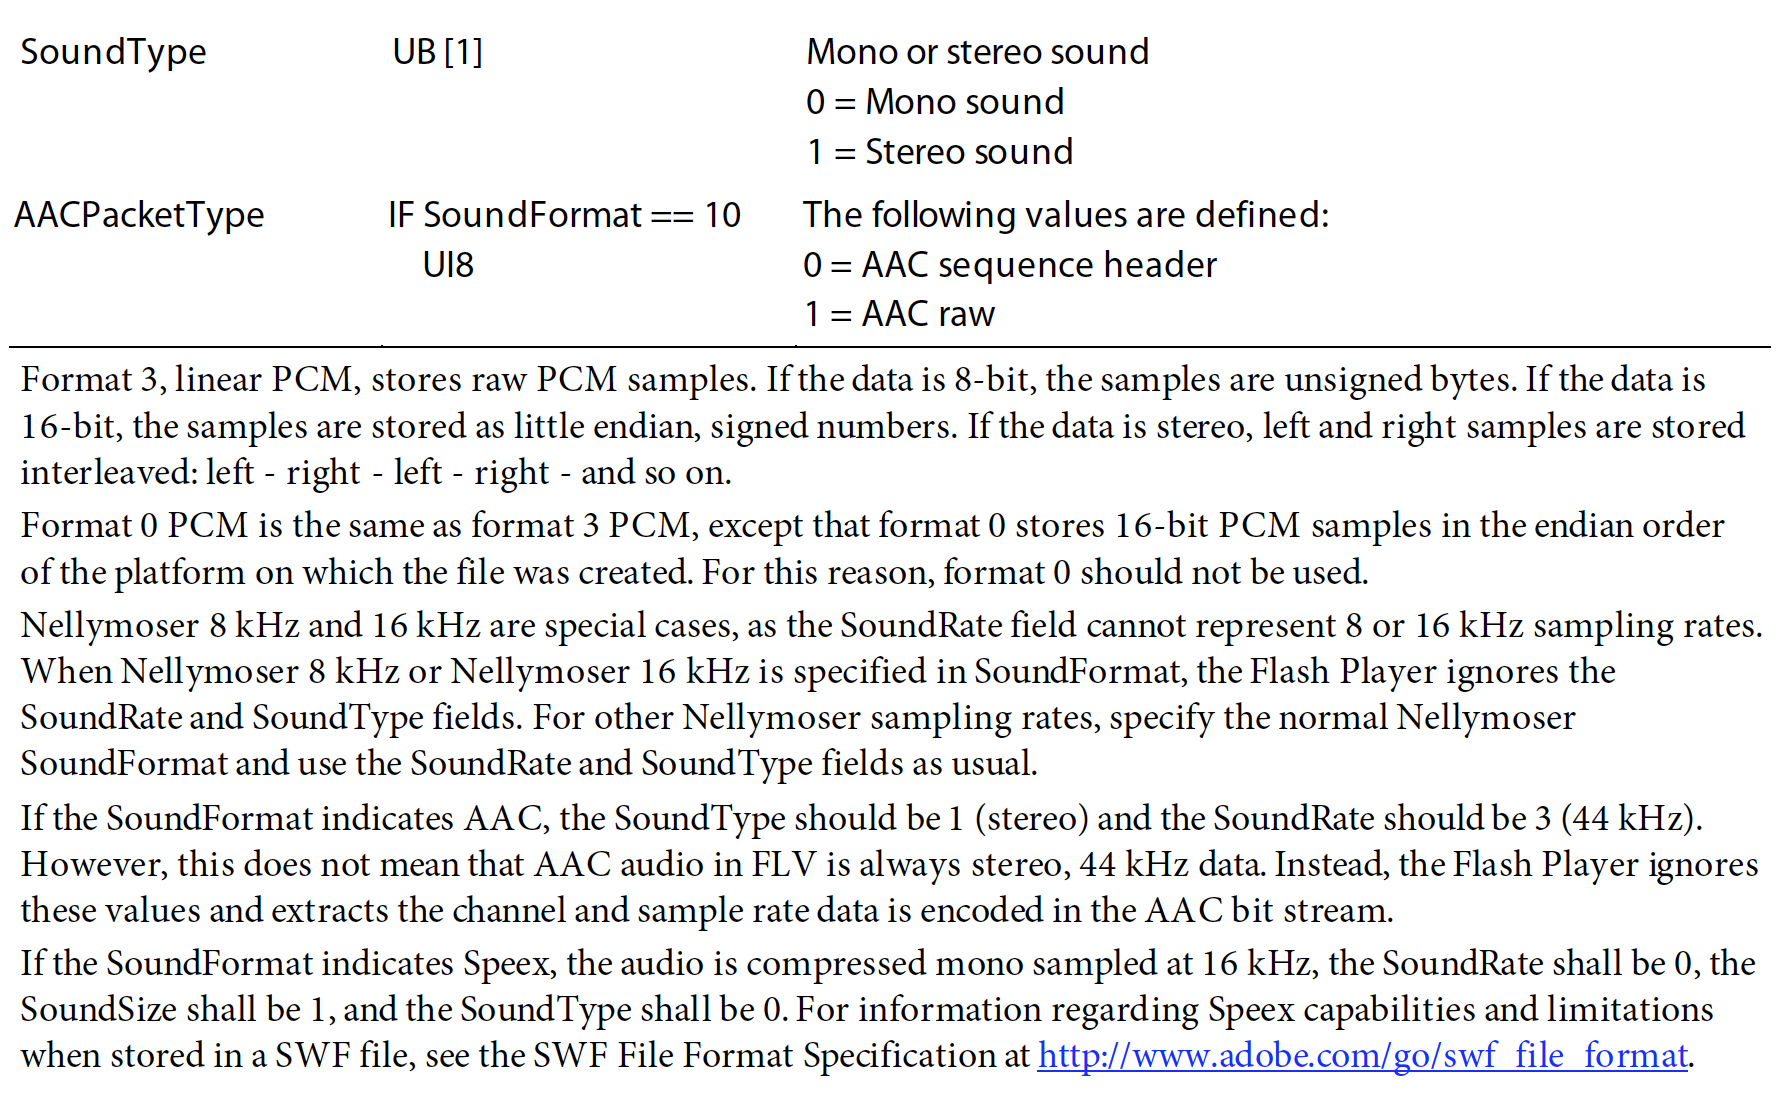 SoundType UB [1] Mono or stereo sound
0 = Mono sound
1 = Stereo sound
AACPacketType IF SoundFormat == 10 The following values are defined:
UI8 0 = AAC sequence header
1 = AAC raw
Format 3, linear PCM, stores raw PCM samples. If the data is 8-bit, the samples are unsigned bytes. If the data is
16-bit, the samples are stored as little endian, signed numbers. If the data is stereo, left and right samples are stored
interleaved: left - right - left - right - and so on.
Format 0 PCM is the same as format 3 PCM, except that format 0 stores 16-bit PCM samples in the endian order
of the platform on which the file was created. For this reason, format 0 should not be used.
Nellymoser 8 kHz and 16 kHz are special cases, as the SoundRate field cannot represent 8 or 16 kHz sampling rates.
When Nellymoser 8 kHz or Nellymoser 16 kHz is specified in SoundFormat, the Flash Player ignores the
SoundRate and SoundType fields. For other Nellymoser sampling rates, specify the normal Nellymoser
SoundFormat and use the SoundRate and SoundType fields as usual.
If the SoundFormat indicates AAC, the SoundType should be 1 (stereo) and the SoundRate should be 3 (44 kHz).
However, this does not mean that AAC audio in FLV is always stereo, 44 kHz data. Instead, the Flash Player ignores
these values and extracts the channel and sample rate data is encoded in the AAC bit stream.
If the SoundFormat indicates Speex, the audio is compressed mono sampled at 16 kHz, the SoundRate shall be 0, the
SoundSize shall be 1, and the SoundType shall be 0. For information regarding Speex capabilities and limitations
when stored in a SWF file, see the SWF File Format Specification at http://www.adobe.com/go/swf_file_format.